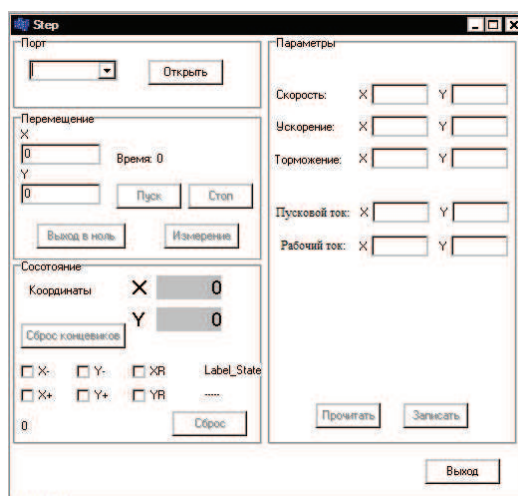 Step
Порт
Открыть
Перемещение
X
0
Время: 0
Y
0
Пуск
Стоп
Выход в ноль
Измерение
Сосотояние
Координаты
X
0
Y
0
Сброс концевиков
X-
Y-
XR
Label_State
X+
Y+
YR
-----
0
Сброс
Параметры
Скорость:
X
Y
Ускорение:
X
Y
Торможение:
X
Y
Пусковой ток:
X
Y
Рабочий ток:
X
Y
Прочитать
Записать
Выход